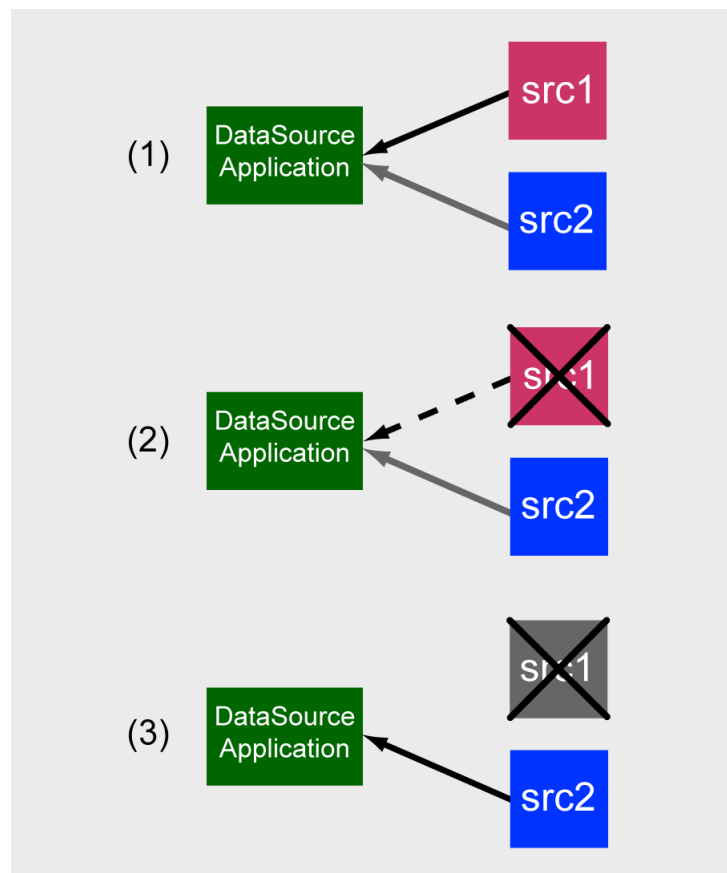 src1
(1)
DataSource
Application
src2
src1
(2)
DataSource
Application
src2
src1
(3)
DataSource
Application
src2